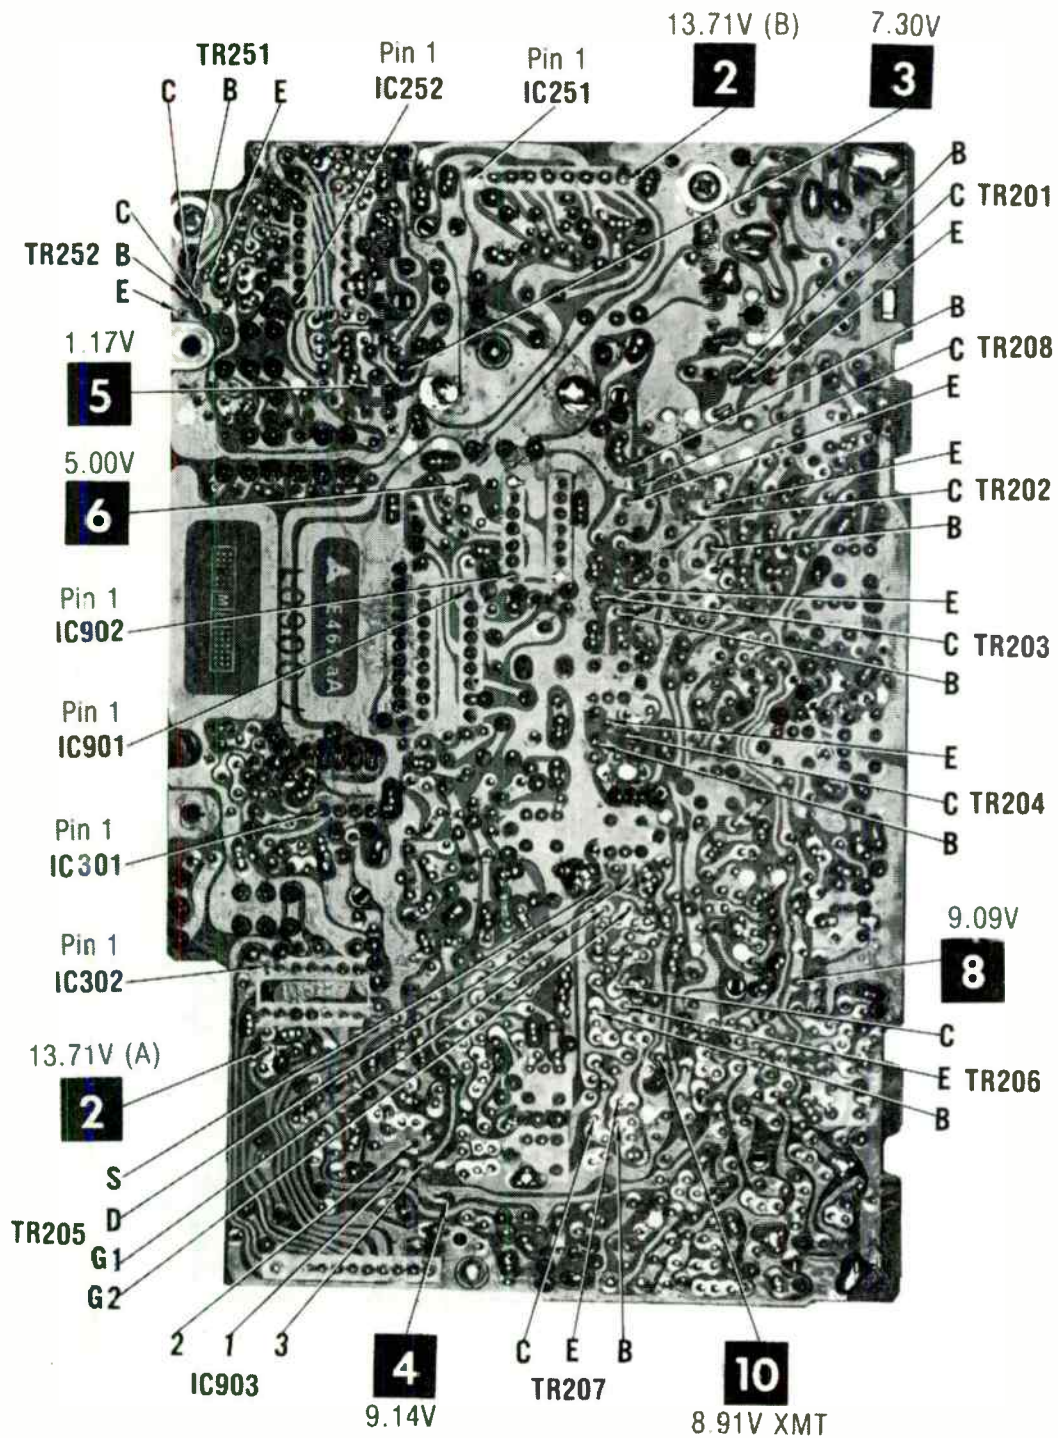 13.71V (B)
7.30V
TR251
Pin 1
IC252
Pin 1
IC251
2
3
C
B
E
B
C TR201
E
C
TR252 B
E
1.17V
5
B
C TR208
E
5.00V
6
E
C TR202
B
Pin 1
IC902
E
C TR203
B
Pin 1
IC901
E
C TR204
B
Pin 1
IC301
9.09V
8
Pin 1
IC302
13.71V (A)
2
C
E TR206
B
S
D
TR205
G1
G2
2
1
3
IC903
4
9.14V
C
E
B
TR207
10
8.91V XMT